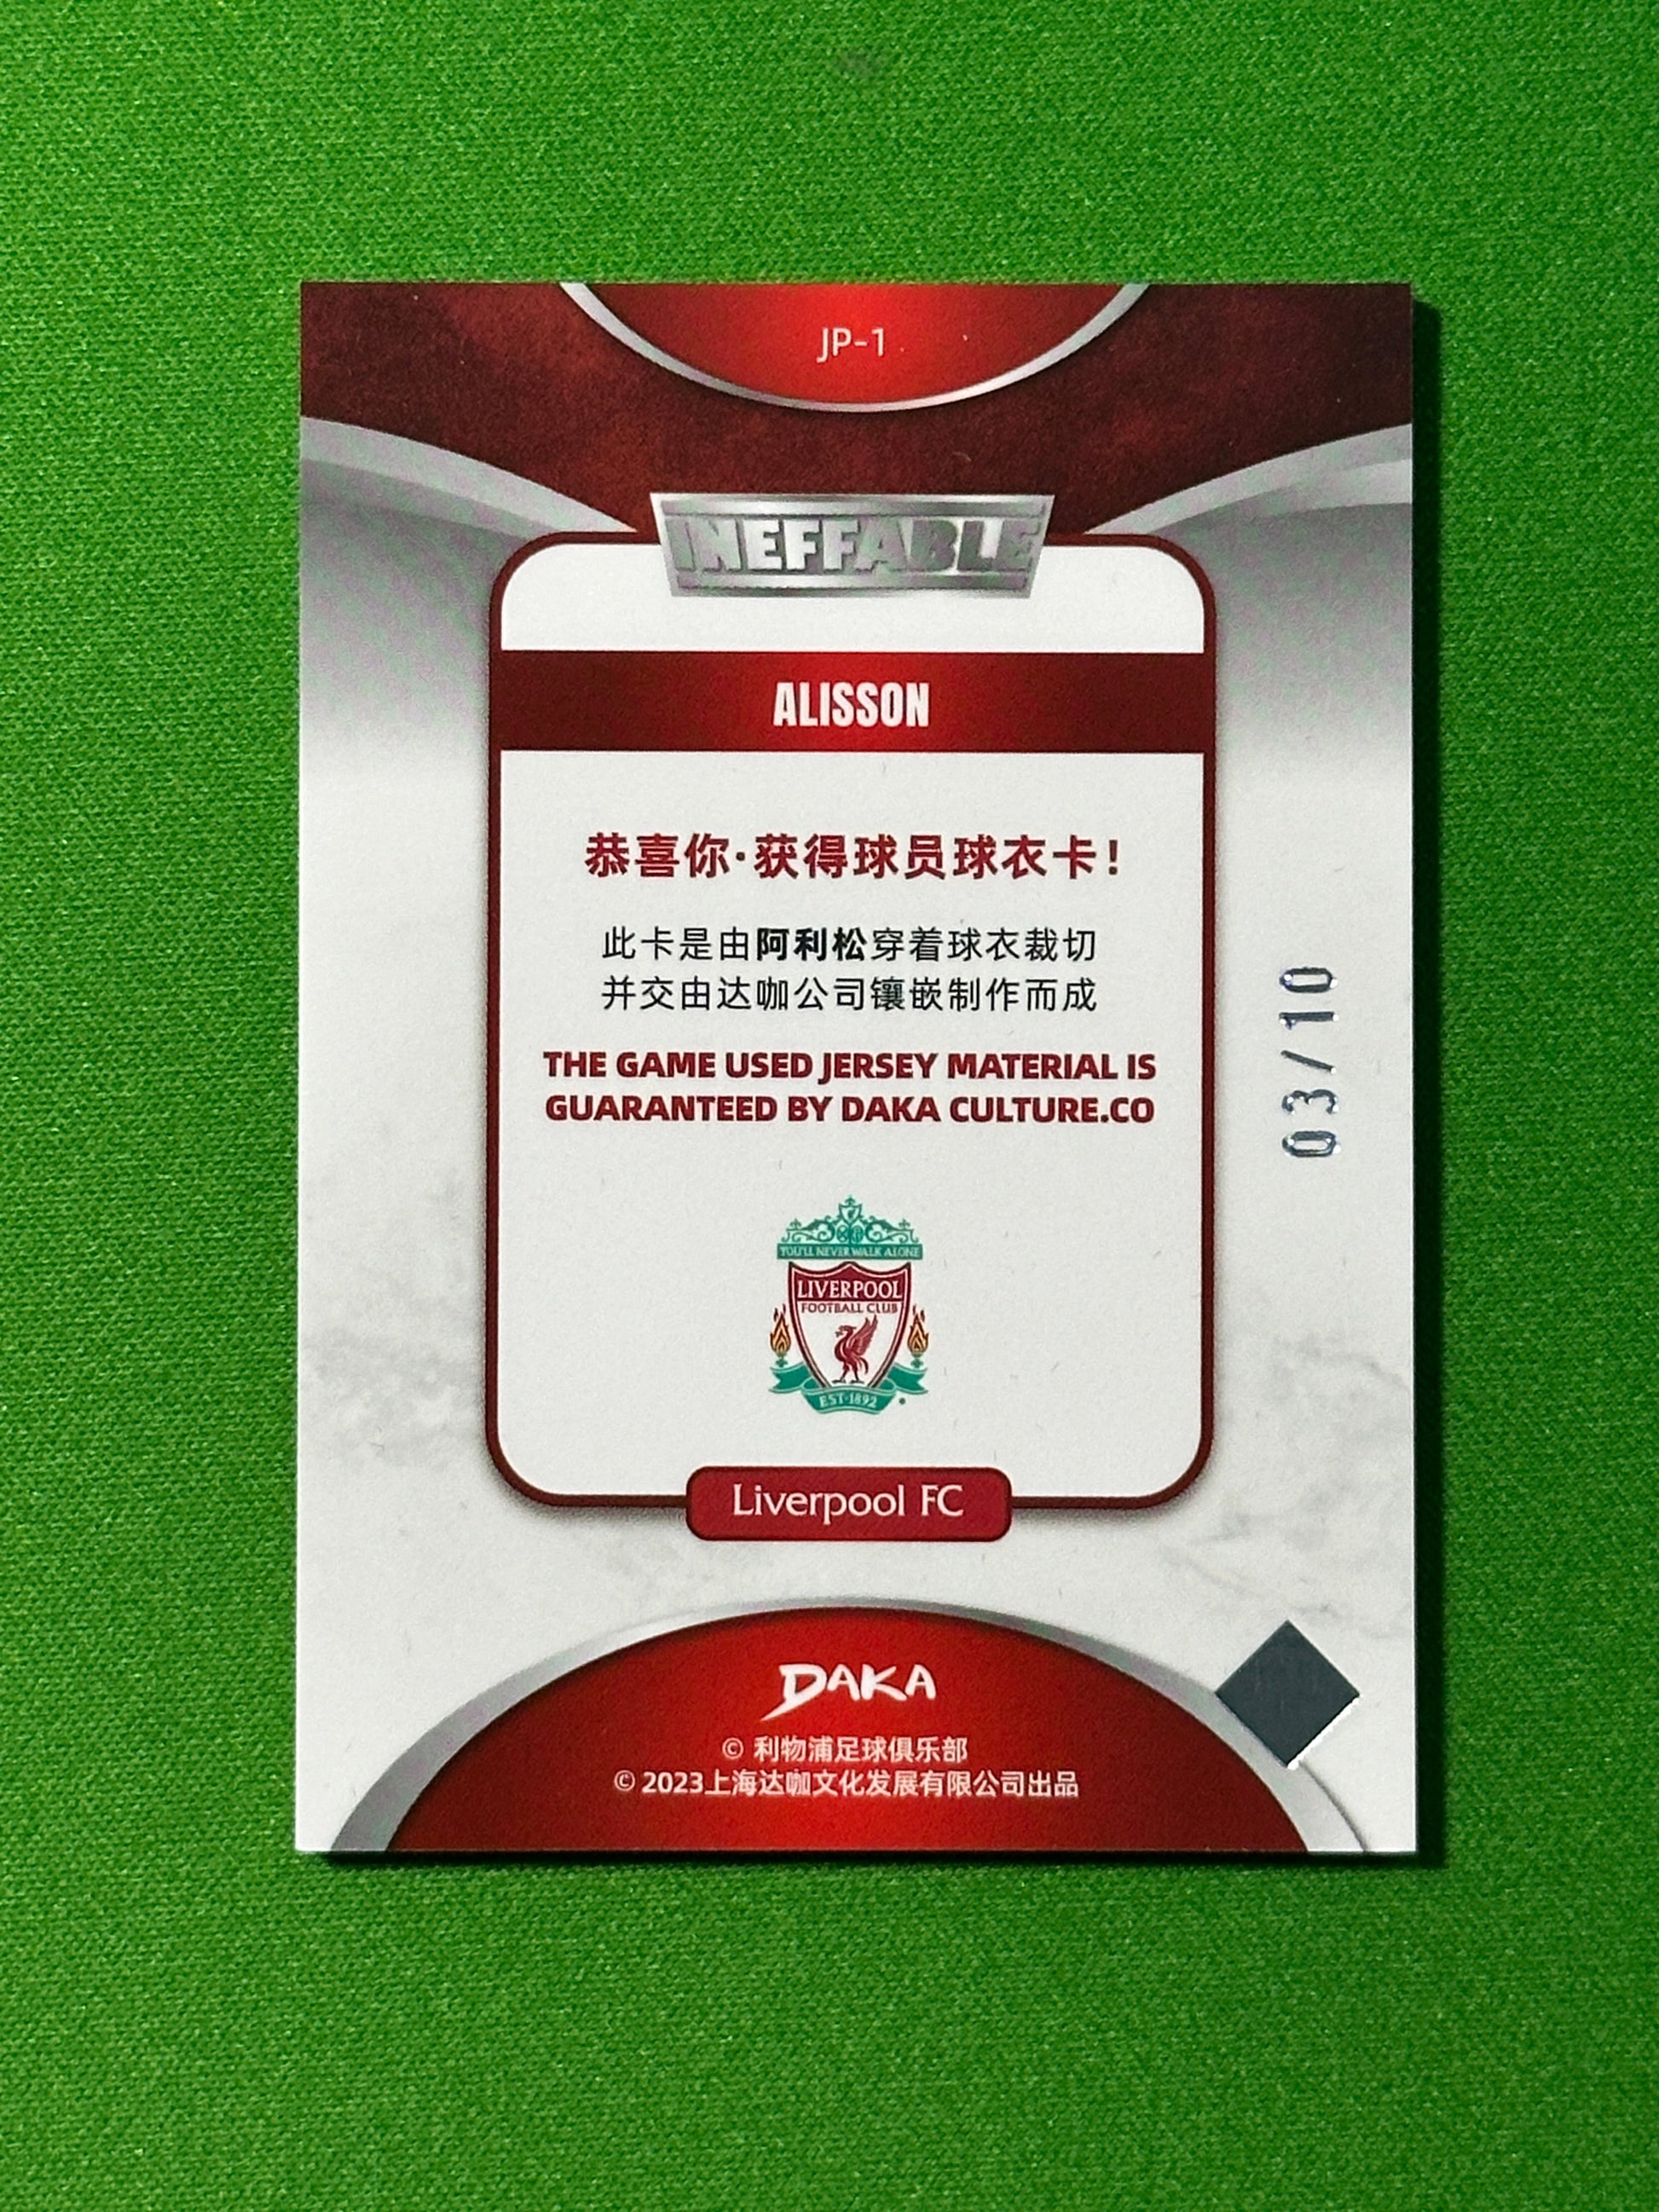 JP-1
INEFFABLE
ALISSON
恭喜你·获得球员球衣卡!
此卡是由阿利松穿着球衣裁切
并交由达咖公司镶嵌制作而成
THE GAME USED JERSEY MATERIAL IS
GUARANTEED BY DAKA CULTURE.CO
03/10
YOU'LL NEVER WALK ALONE
LIVERPOOL
FOOTBALL CLUB
EST·1892
Liverpool FC
DAKA
© 利物浦足球俱乐部
© 2023上海达咖文化发展有限公司出品